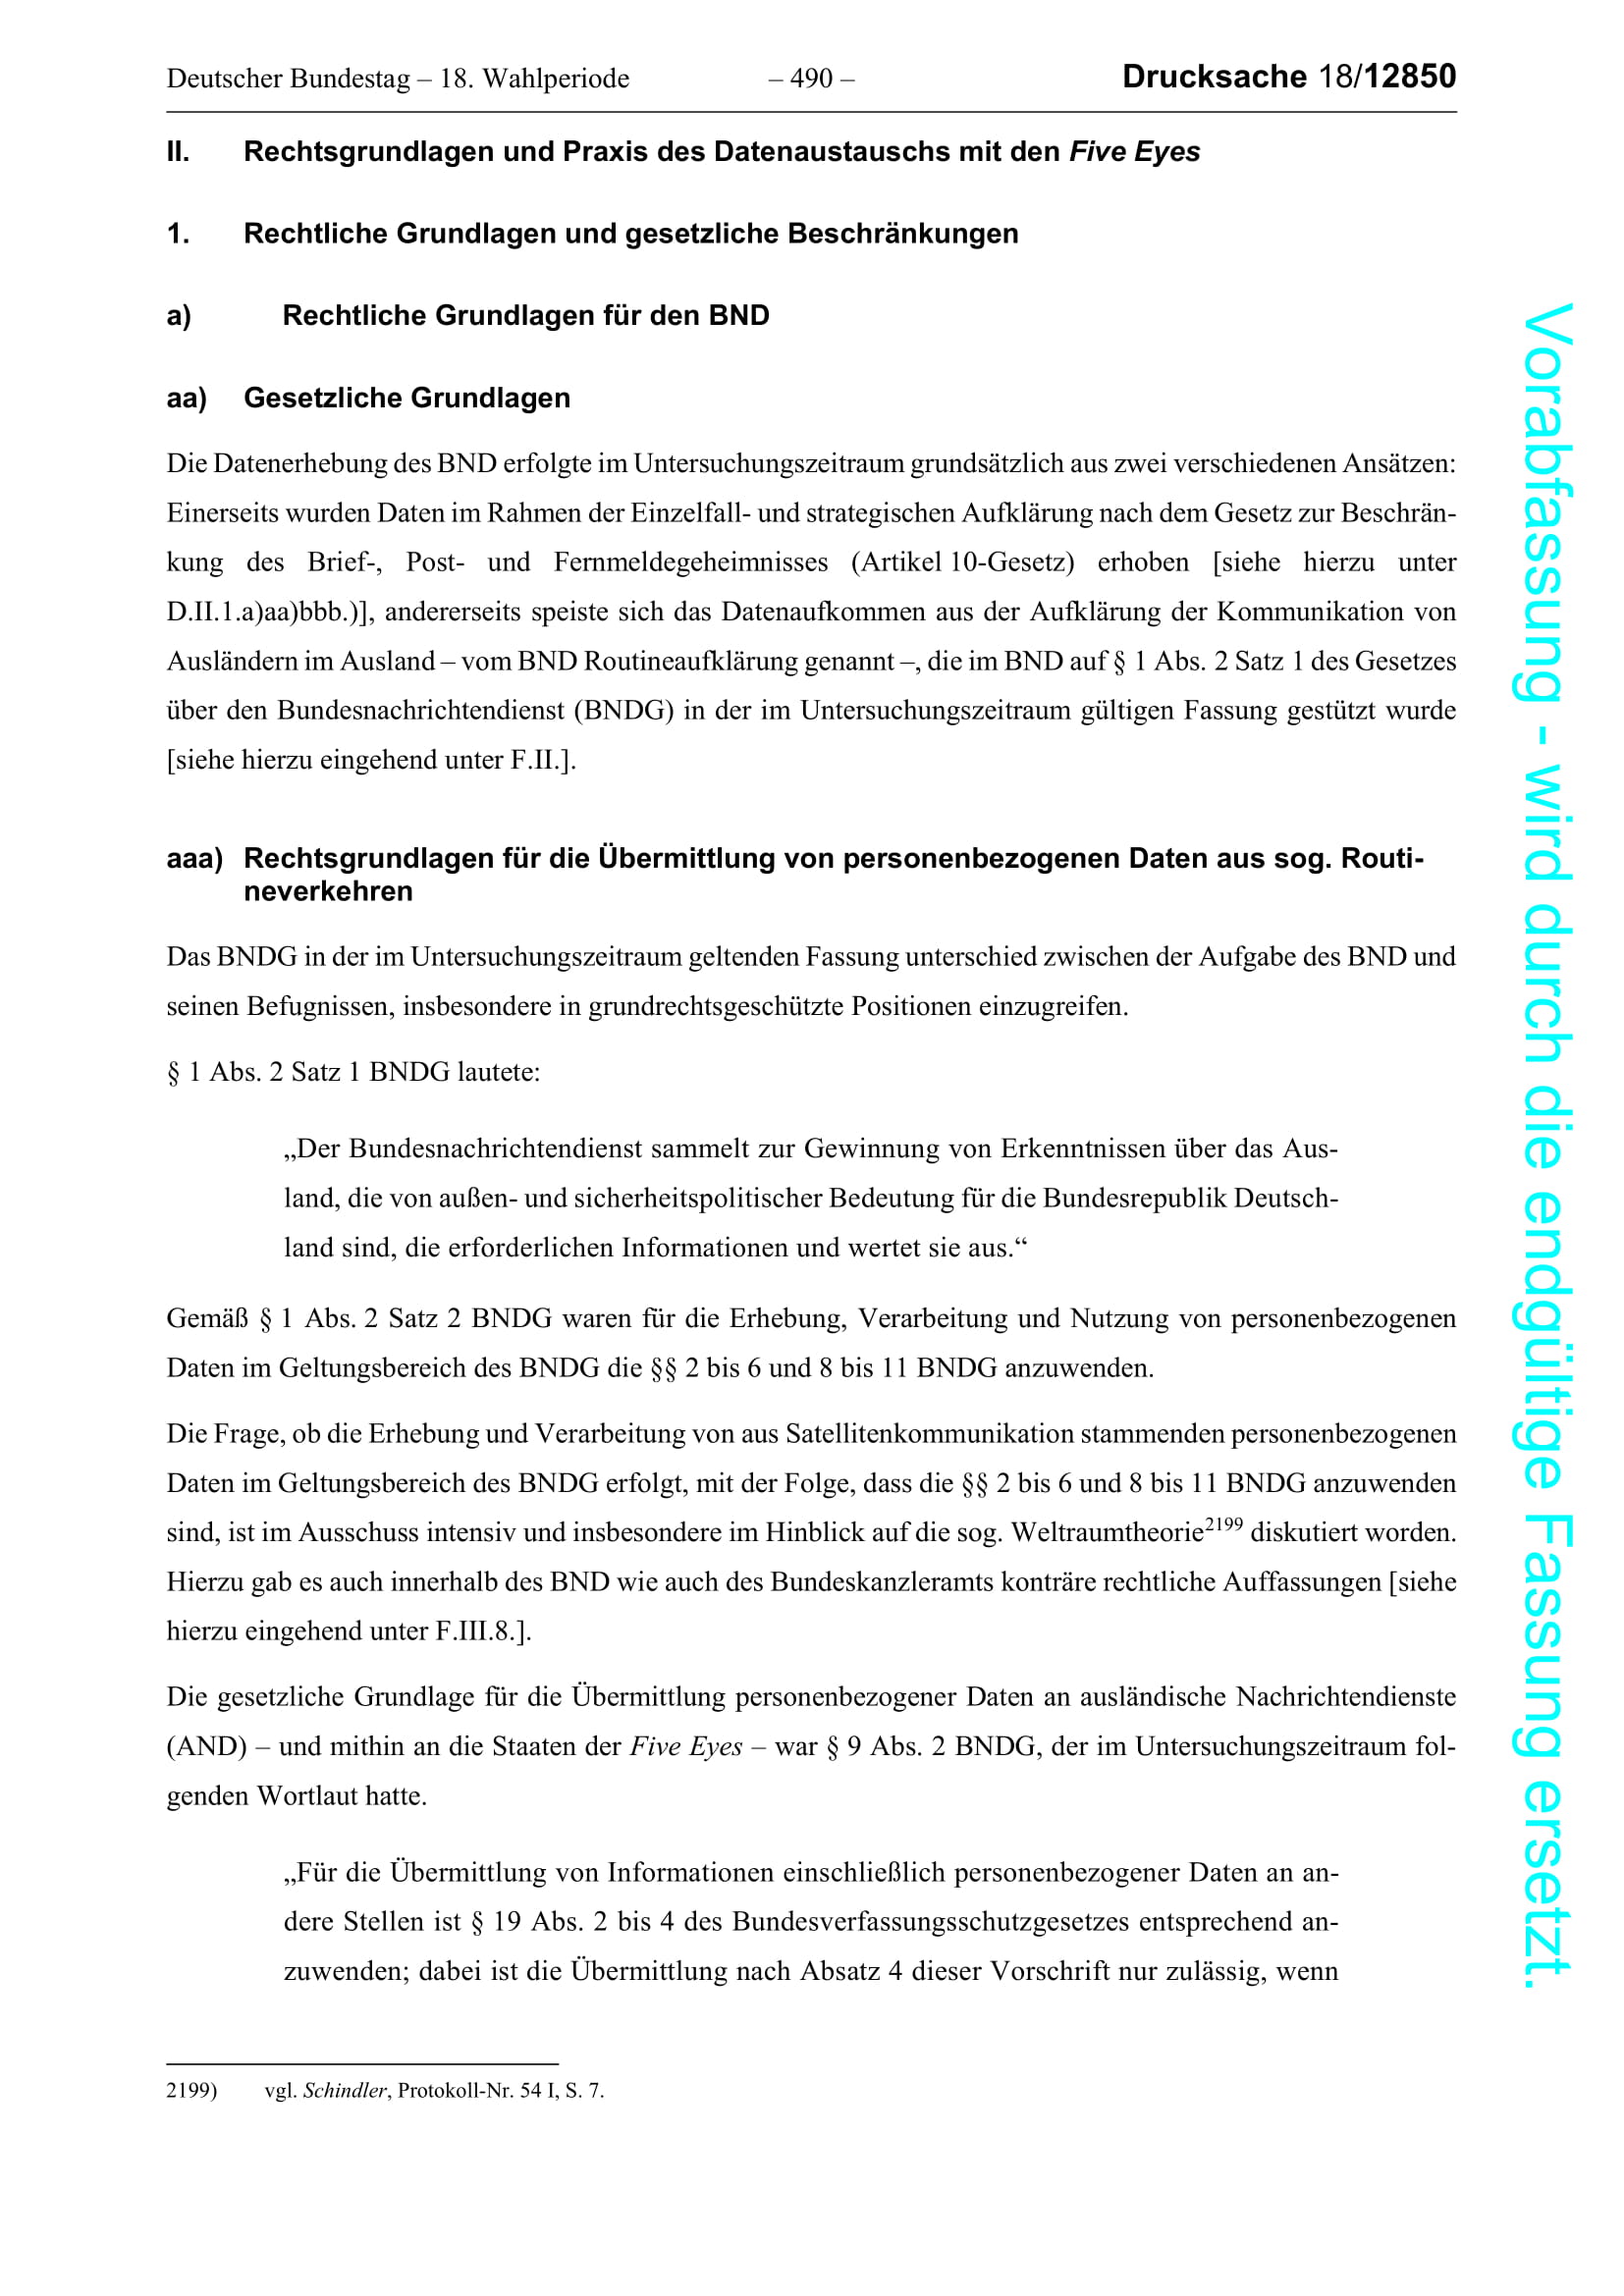 Deutscher Bundestag – 18. Wahlperiode – 490 – Drucksache 18/12850
II. Rechtsgrundlagen und Praxis des Datenaustauschs mit den Five Eyes
1. Rechtliche Grundlagen und gesetzliche Beschränkungen
a) Rechtliche Grundlagen für den BND
aa) Gesetzliche Grundlagen
Die Datenerhebung des BND erfolgte im Untersuchungszeitraum grundsätzlich aus zwei verschiedenen Ansätzen:
Einerseits wurden Daten im Rahmen der Einzelfall- und strategischen Aufklärung nach dem Gesetz zur Beschrän-
kung des Brief-, Post- und Fernmeldegeheimnisses (Artikel 10-Gesetz) erhoben [siehe hierzu unter
D.II.1.a)aa)bbb.)], andererseits speiste sich das Datenaufkommen aus der Aufklärung der Kommunikation von
Ausländern im Ausland – vom BND Routineaufklärung genannt –, die im BND auf § 1 Abs. 2 Satz 1 des Gesetzes
über den Bundesnachrichtendienst (BNDG) in der im Untersuchungszeitraum gültigen Fassung gestützt wurde
[siehe hierzu eingehend unter F.II.].
aaa) Rechtsgrundlagen für die Übermittlung von personenbezogenen Daten aus sog. Routi-
neverkehren
Das BNDG in der im Untersuchungszeitraum geltenden Fassung unterschied zwischen der Aufgabe des BND und
seinen Befugnissen, insbesondere in grundrechtsgeschützte Positionen einzugreifen.
§ 1 Abs. 2 Satz 1 BNDG lautete:
„Der Bundesnachrichtendienst sammelt zur Gewinnung von Erkenntnissen über das Aus-
land, die von außen- und sicherheitspolitischer Bedeutung für die Bundesrepublik Deutsch-
land sind, die erforderlichen Informationen und wertet sie aus.“
Gemäß § 1 Abs. 2 Satz 2 BNDG waren für die Erhebung, Verarbeitung und Nutzung von personenbezogenen
Daten im Geltungsbereich des BNDG die §§ 2 bis 6 und 8 bis 11 BNDG anzuwenden.
Die Frage, ob die Erhebung und Verarbeitung von aus Satellitenkommunikation stammenden personenbezogenen
Daten im Geltungsbereich des BNDG erfolgt, mit der Folge, dass die §§ 2 bis 6 und 8 bis 11 BNDG anzuwenden
sind, ist im Ausschuss intensiv und insbesondere im Hinblick auf die sog. Weltraumtheorie2199 diskutiert worden.
Hierzu gab es auch innerhalb des BND wie auch des Bundeskanzleramts konträre rechtliche Auffassungen [siehe
hierzu eingehend unter F.III.8.].
Die gesetzliche Grundlage für die Übermittlung personenbezogener Daten an ausländische Nachrichtendienste
(AND) – und mithin an die Staaten der Five Eyes – war § 9 Abs. 2 BNDG, der im Untersuchungszeitraum fol-
genden Wortlaut hatte.
„Für die Übermittlung von Informationen einschließlich personenbezogener Daten an an-
dere Stellen ist § 19 Abs. 2 bis 4 des Bundesverfassungsschutzgesetzes entsprechend an-
zuwenden; dabei ist die Übermittlung nach Absatz 4 dieser Vorschrift nur zulässig, wenn
2199) vgl. Schindler, Protokoll-Nr. 54 I, S. 7.
Vorabfassung - wird durch die endgültige Fassung ersetzt.